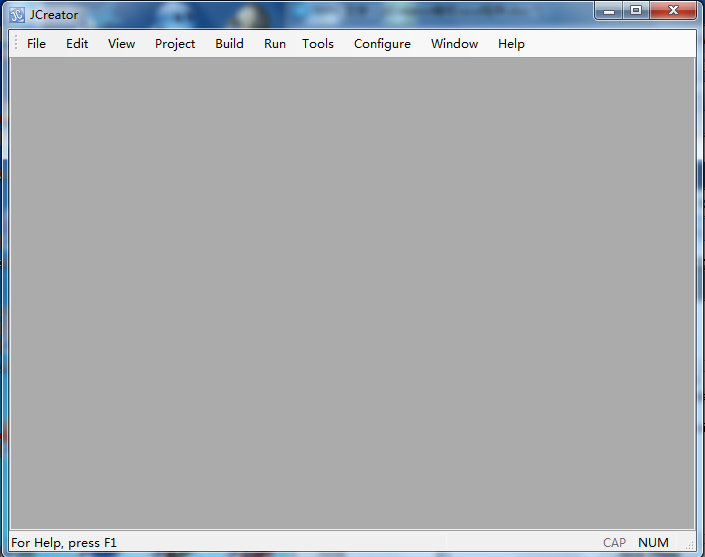 JCreator
File Edit View Project Build Run Tools Configure Window Help
For Help, press F1 CAP NUM